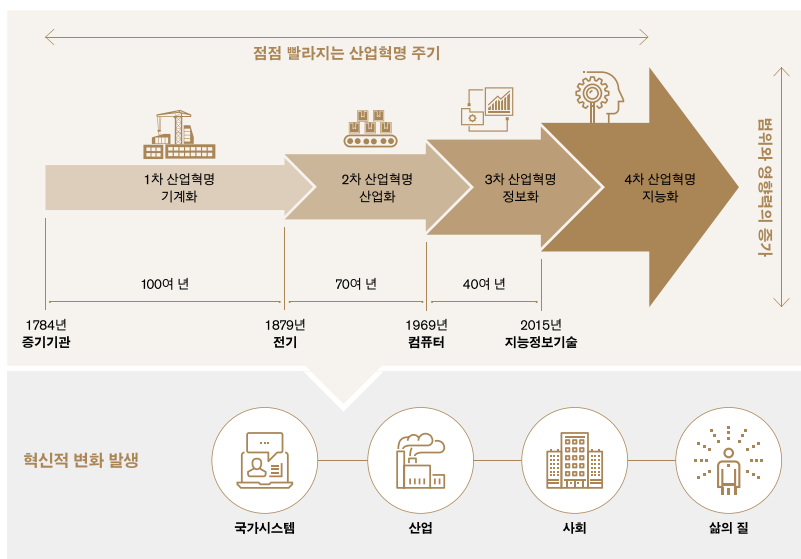 점점 빨라지는 산업혁명 주기
범위와 영향력의 증가
1차 산업혁명
기계화
2차 산업혁명
산업화
3차 산업혁명
정보화
4차 산업혁명
지능화
100여 년
70여 년
40여 년
1784년
증기기관
1879년
전기
1969년
컴퓨터
2015년
지능정보기술
혁신적 변화 발생
국가시스템
산업
사회
삶의 질